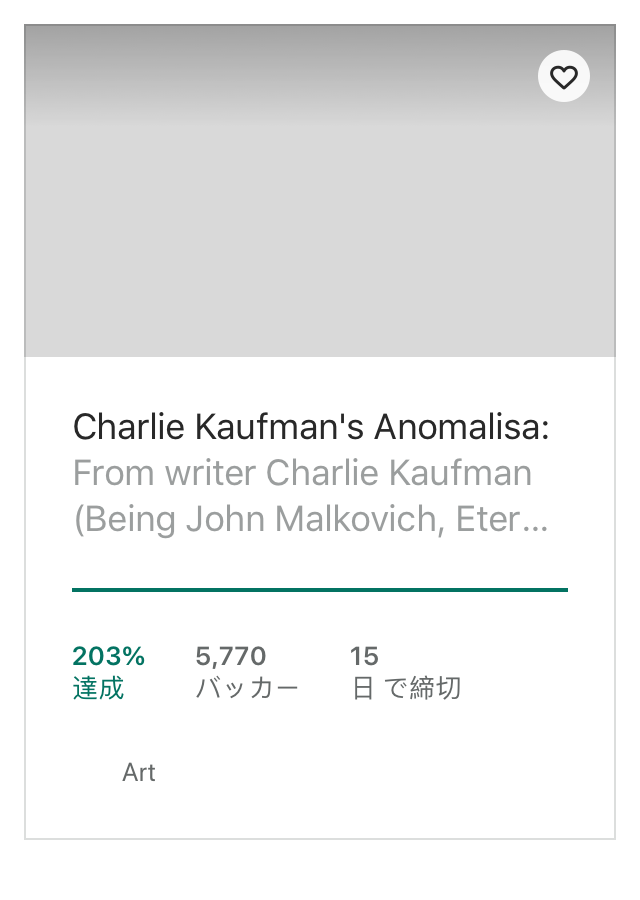 Charlie Kaufman's Anomalisa:
From writer Charlie Kaufman
(Being John Malkovich, Eter...
203% 5,770 15
達成 バッカー 日 で締切
Art